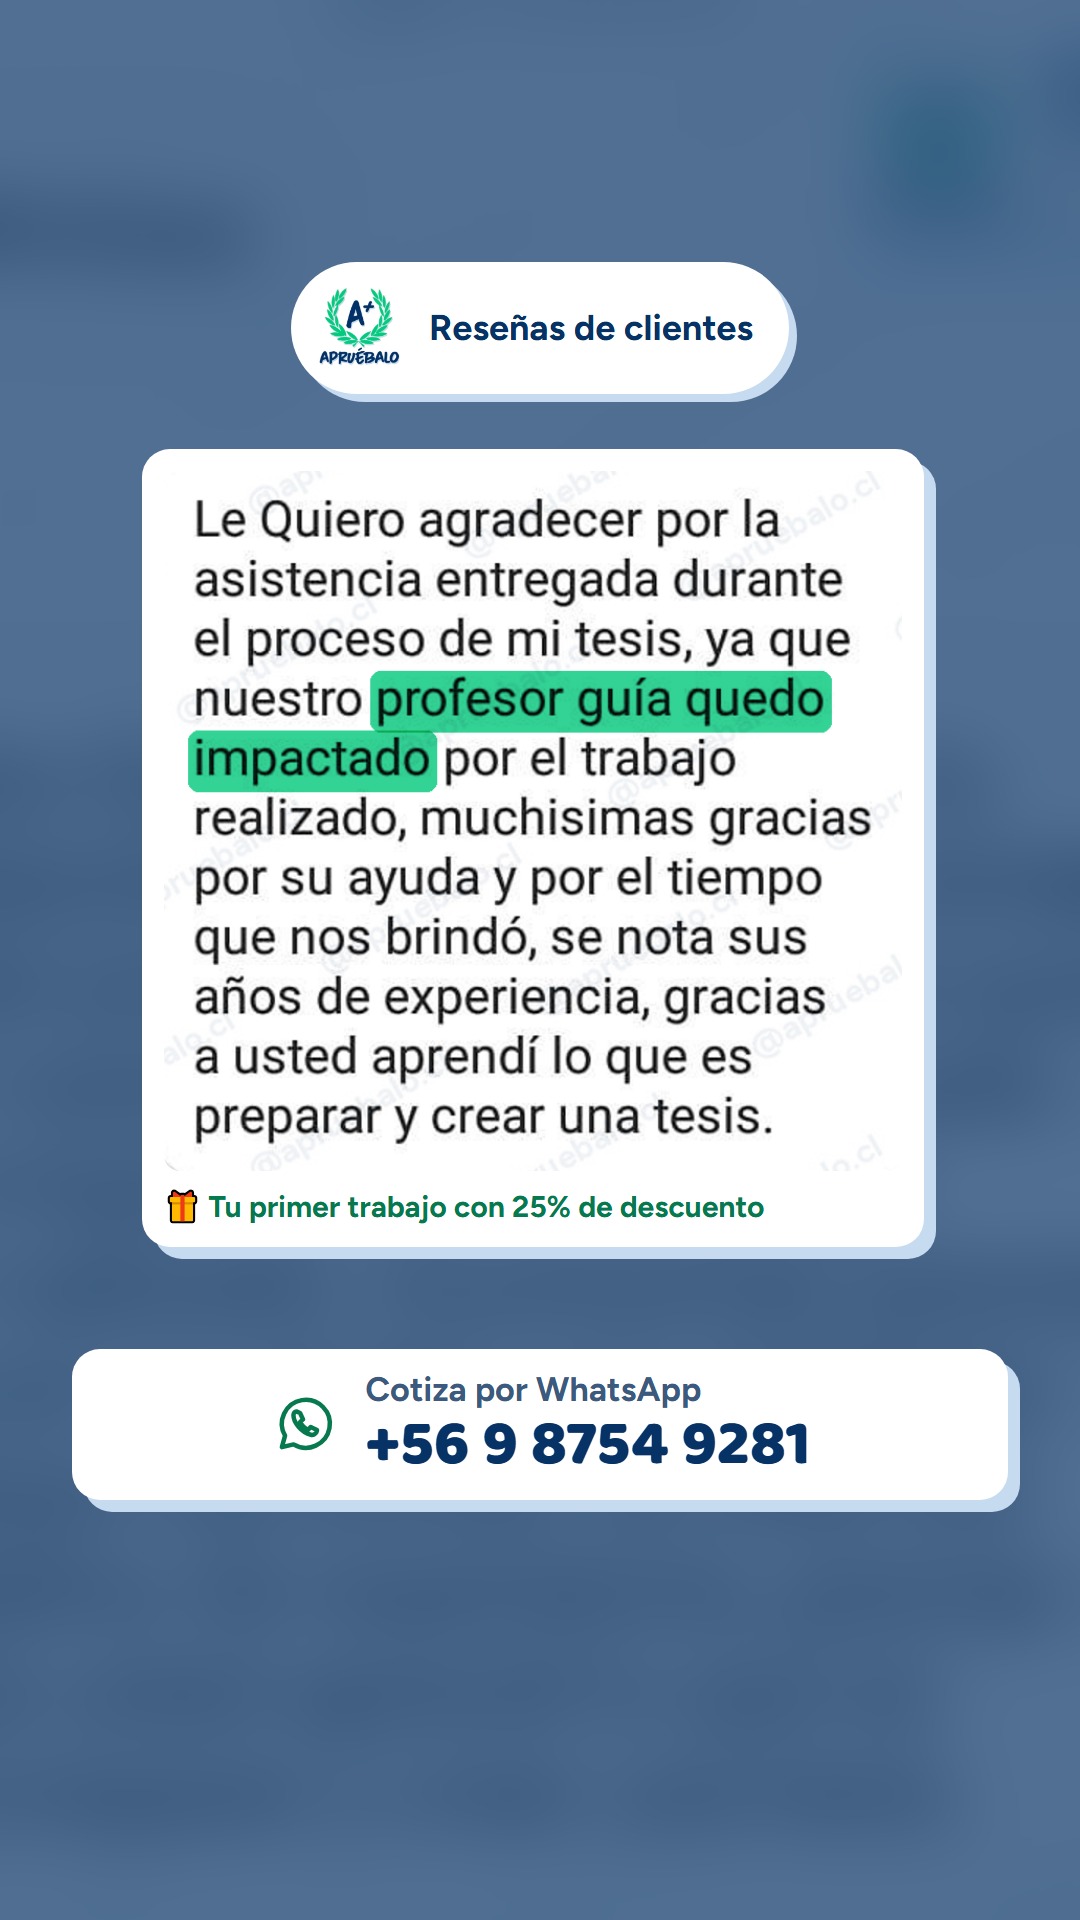 A+
APRUÉBALO
Reseñas de clientes
Le Quiero agradecer por la
asistencia entregada durante
el proceso de mi tesis, ya que
nuestro profesor guía quedo
impactado por el trabajo
realizado, muchisimas gracias
por su ayuda y por el tiempo
que nos brindó, se nota sus
años de experiencia, gracias
a usted aprendí lo que es
preparar y crear una tesis.
@apruebalo.cl
Tu primer trabajo con 25% de descuento
Cotiza por WhatsApp
+56 9 8754 9281